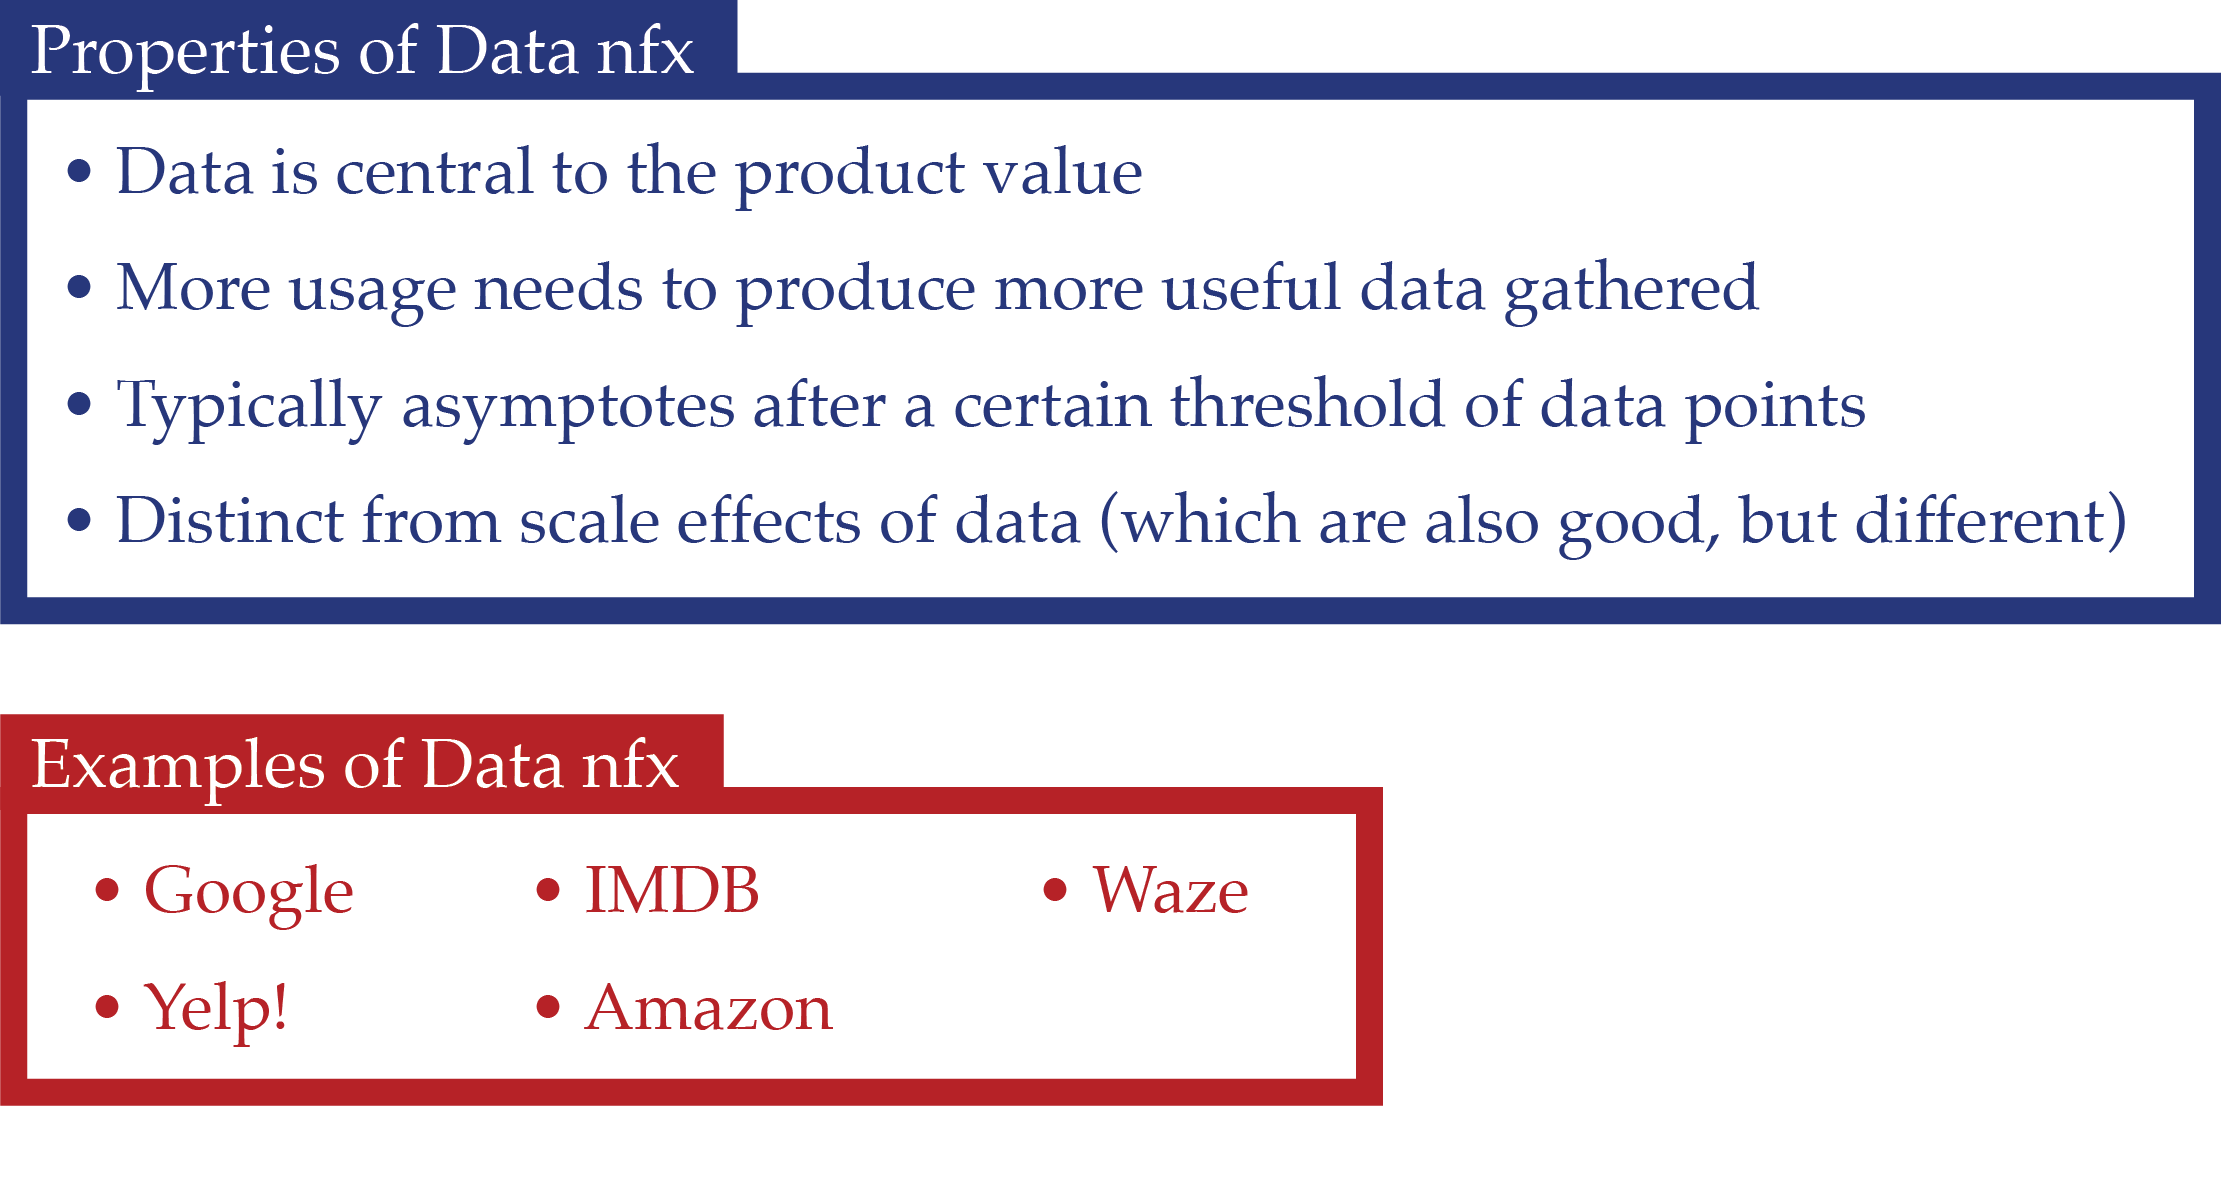 Properties of Data nfx
• Data is central to the product value
• More usage needs to produce more useful data gathered
• Typically asymptotes after a certain threshold of data points
• Distinct from scale effects of data (which are also good, but different)
Examples of Data nfx
• Google • IMDB • Waze
• Yelp! • Amazon